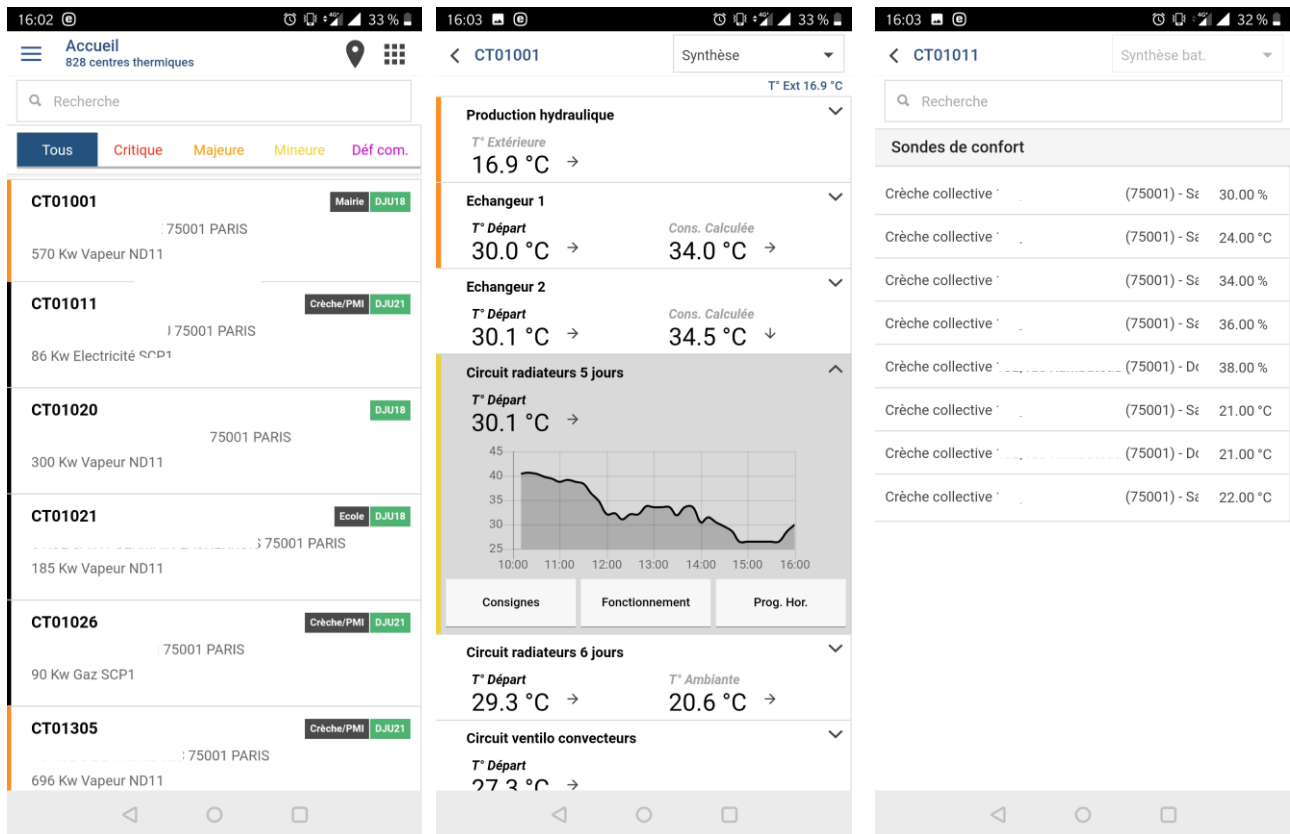 16:02 33 %
Accueil
828 centres thermiques
Recherche
Tous Critique Majeure Mineure Déf com.
CT01001 Mairie DJU18
75001 PARIS
570 Kw Vapeur ND11
CT01011 Crèche/PMI DJU21
75001 PARIS
86 Kw Electricité SCP1
CT01020 DJU18
75001 PARIS
300 Kw Vapeur ND11
CT01021 Ecole DJU18
75001 PARIS
185 Kw Vapeur ND11
CT01026 Crèche/PMI DJU21
75001 PARIS
90 Kw Gaz SCP1
CT01305 Crèche/PMI DJU21
75001 PARIS
696 Kw Vapeur ND11
16:03 33 %
CT01001 Synthèse
T° Ext 16.9 °C
Production hydraulique
T° Extérieure
16.9 °C →
Echangeur 1
T° Départ Cons. Calculée
30.0 °C → 34.0 °C →
Echangeur 2
T° Départ Cons. Calculée
30.1 °C → 34.5 °C ↓
Circuit radiateurs 5 jours
T° Départ
30.1 °C →
45
40
35
30
25
10:00 11:00 12:00 13:00 14:00 15:00 16:00
Consignes Fonctionnement Prog. Hor.
Circuit radiateurs 6 jours
T° Départ T° Ambiante
29.3 °C → 20.6 °C →
Circuit ventilo convecteurs
T° Départ
27.3 °C →
16:03 32 %
CT01011 Synthèse bat.
Recherche
Sondes de confort
Crèche collective (75001) - Sa 30.00 %
Crèche collective (75001) - Sa 24.00 °C
Crèche collective (75001) - Sa 34.00 %
Crèche collective (75001) - Sa 36.00 %
Crèche collective (75001) - Do 38.00 %
Crèche collective (75001) - Sa 21.00 °C
Crèche collective (75001) - Do 21.00 °C
Crèche collective (75001) - Sa 22.00 °C